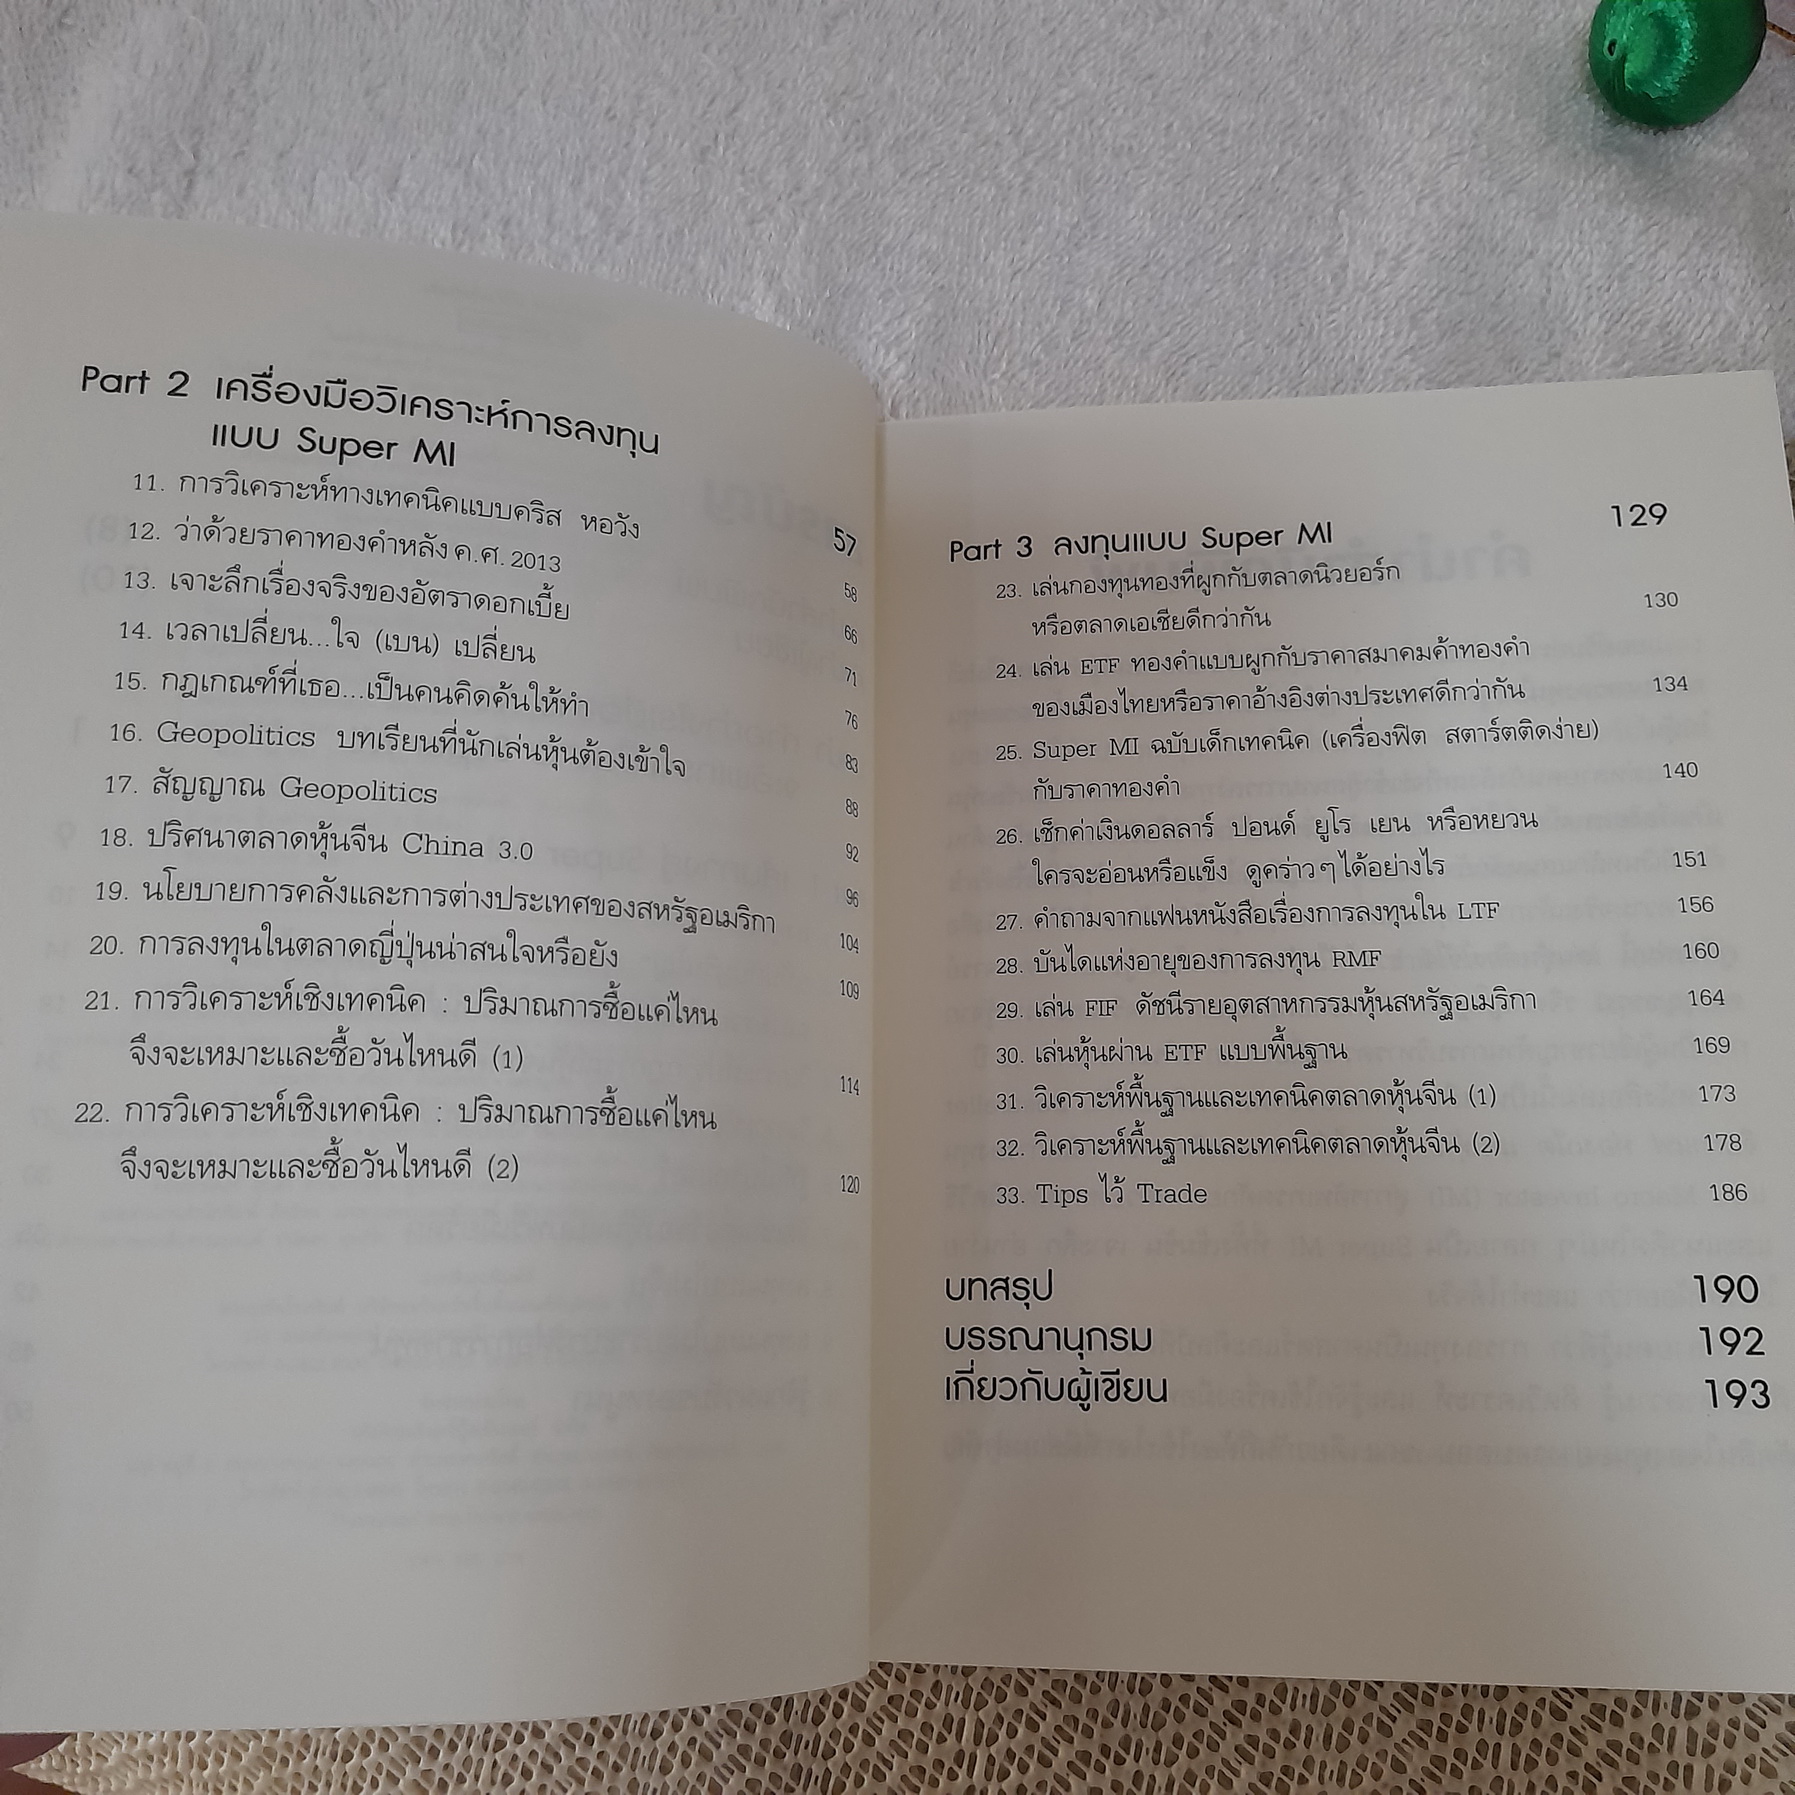 Part 2 เครื่องมือวิเคราะห์การลงทุน
แบบ Super MI 57
11. การวิเคราะห์ทางเทคนิคแบบคริส หอวัง 58
12. ว่าด้วยราคาทองคำหลัง ค.ศ. 2013 66
13. เจาะลึกเรื่องจริงของอัตราดอกเบี้ย 71
14. เวลาเปลี่ยน...ใจ (เบน) เปลี่ยน 76
15. กฎเกณฑ์ที่เธอ...เป็นคนคิดค้นให้ทำ 83
16. Geopolitics บทเรียนที่นักเล่นหุ้นต้องเข้าใจ 88
17. สัญญาณ Geopolitics 92
18. ปริศนาตลาดหุ้นจีน China 3.0 96
19. นโยบายการคลังและการต่างประเทศของสหรัฐอเมริกา 104
20. การลงทุนในตลาดญี่ปุ่นน่าสนใจหรือยัง 109
21. การวิเคราะห์เชิงเทคนิค : ปริมาณการซื้อแค่ไหน
จึงจะเหมาะและซื้อวันไหนดี (1) 114
22. การวิเคราะห์เชิงเทคนิค : ปริมาณการซื้อแค่ไหน
จึงจะเหมาะและซื้อวันไหนดี (2) 120
Part 3 ลงทุนแบบ Super MI 129
23. เล่นกองทุนทองที่ผูกกับตลาดนิวยอร์ก
หรือตลาดเอเชียดีกว่ากัน 130
24. เล่น ETF ทองคำแบบผูกกับราคาสมาคมค้าทองคำ
ของเมืองไทยหรือราคาอ้างอิงต่างประเทศดีกว่ากัน 134
25. Super MI ฉบับเด็กเทคนิค (เครื่องฟิต สตาร์ตติดง่าย)
กับราคาทองคำ 140
26. เช็กค่าเงินดอลลาร์ ปอนด์ ยูโร เยน หรือหยวน
ใครจะอ่อนหรือแข็ง ดูคร่าวๆ ได้อย่างไร 151
27. คำถามจากแฟนหนังสือเรื่องการลงทุนใน LTF 156
28. บันไดแห่งอายุของการลงทุน RMF 160
29. เล่น FIF ดัชนีรายอุตสาหกรรมหุ้นสหรัฐอเมริกา 164
30. เล่นหุ้นผ่าน ETF แบบพื้นฐาน 169
31. วิเคราะห์พื้นฐานและเทคนิคตลาดหุ้นจีน (1) 173
32. วิเคราะห์พื้นฐานและเทคนิคตลาดหุ้นจีน (2) 178
33. Tips ไว้ Trade 186
บทสรุป 190
บรรณานุกรม 192
เกี่ยวกับผู้เขียน 193